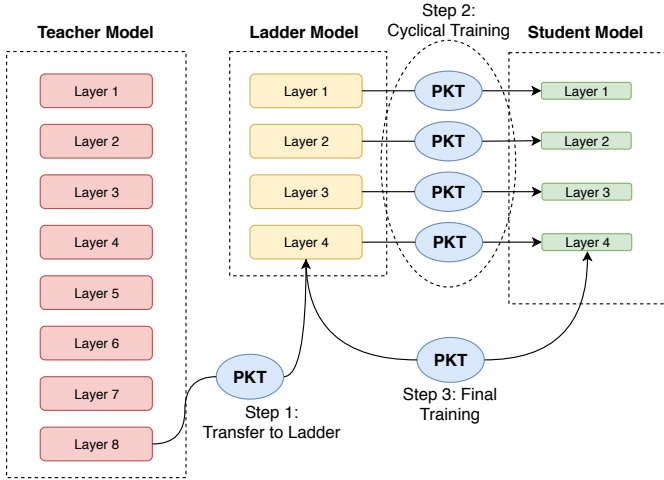 Teacher Model
Layer 1
Layer 2
Layer 3
Layer 4
Layer 5
Layer 6
Layer 7
Layer 8
PKT
Step 1:
Transfer to Ladder
Ladder Model
Layer 1
Layer 2
Layer 3
Layer 4
Step 2:
Cyclical Training
PKT
PKT
PKT
PKT
PKT
Step 3: Final
Training
Student Model
Layer 1
Layer 2
Layer 3
Layer 4